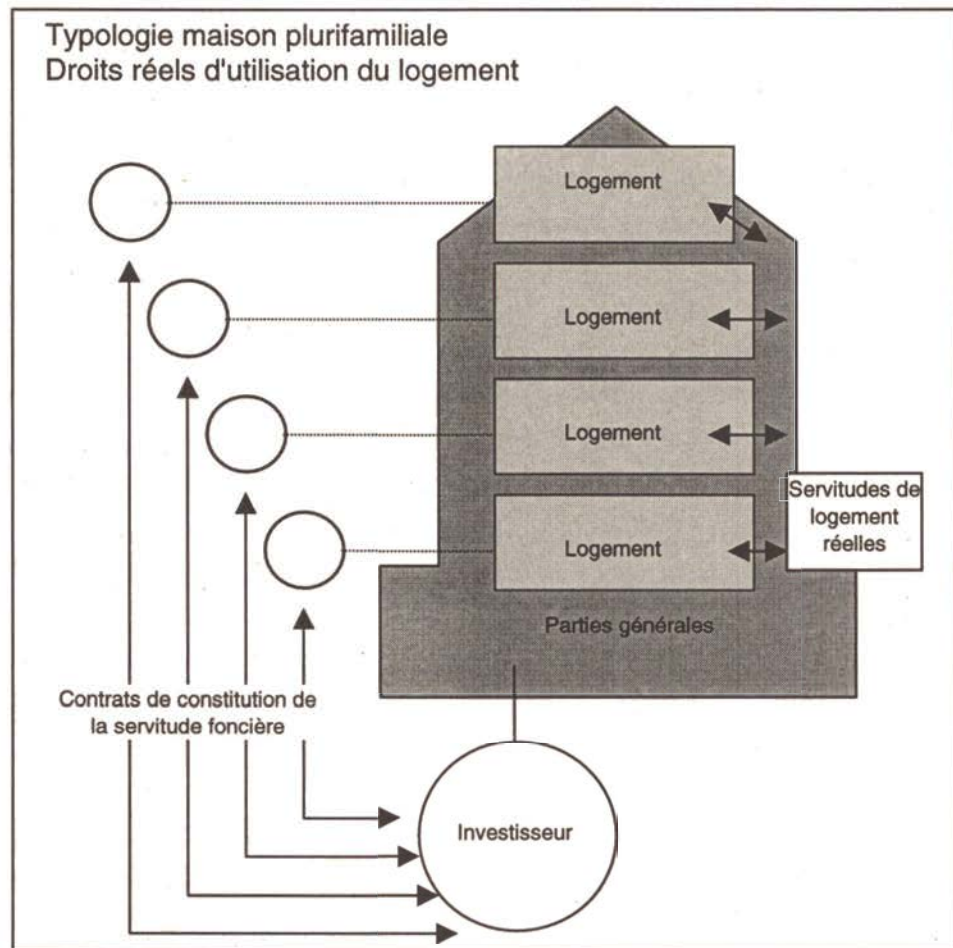 Typologie maison plurifamiliale
Droits réels d'utilisation du logement
Logement
Logement
Logement
Servitudes de
logement
réelles
Logement
Parties générales
Contrats de constitution de
la servitude foncière
Investisseur